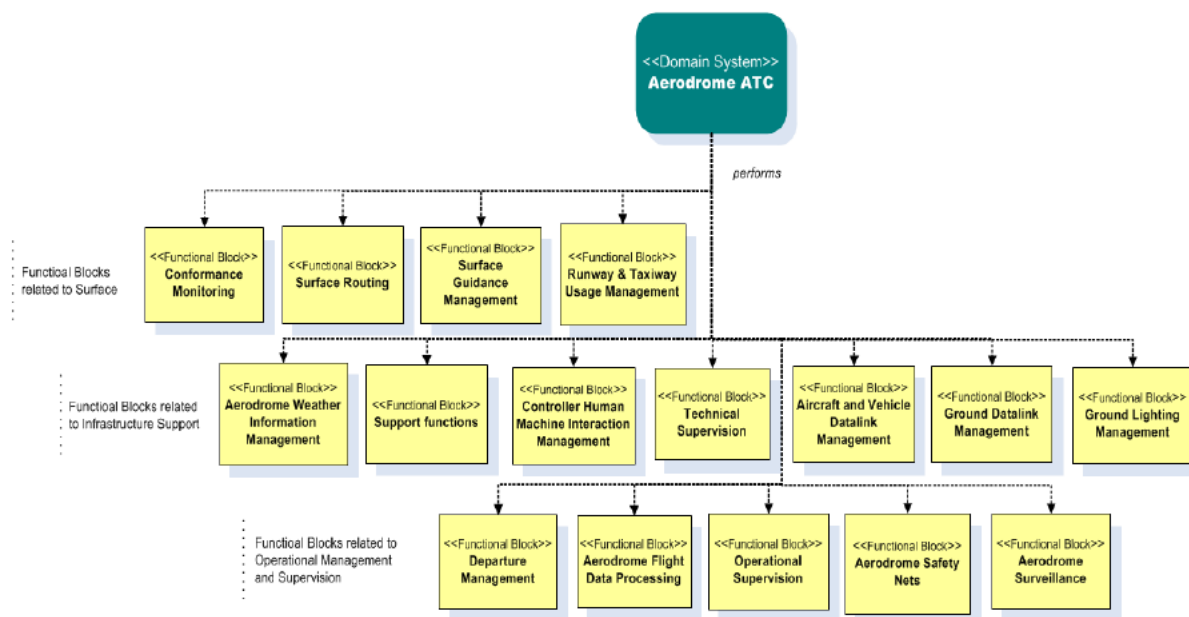 <<Domain System>>
Aerodrome ATC
performs
Functioal Blocks
related to Surface
<<Functional Block>>
Conformance
Monitoring
<<Functional Block>>
Surface Routing
<<Functional Block>>
Surface
Guidance
Management
<<Functional Block>>
Runway & Taxiway
Usage Management
Functioal Blocks related
to Infrastructure Support
<<Functional Block>>
Aerodrome Weather
Information
Management
<<Functional Block>>
Support functions
<<Functional Block>>
Controller Human
Machine Interaction
Management
<<Functional Block>>
Technical
Supervision
<<Functional Block>>
Aircraft and Vehicle
Datalink
Management
<<Functional Block>>
Ground Datalink
Management
<<Functional Block>>
Ground Lighting
Management
Functioal Blocks related to
Operational Management
and Supervision
<<Functional Block>>
Departure
Management
<<Functional Block>>
Aerodrome Flight
Data Processing
<<Functional Block>>
Operational
Supervision
<<Functional Block>>
Aerodrome Safety
Nets
<<Functional Block>>
Aerodrome
Surveillance